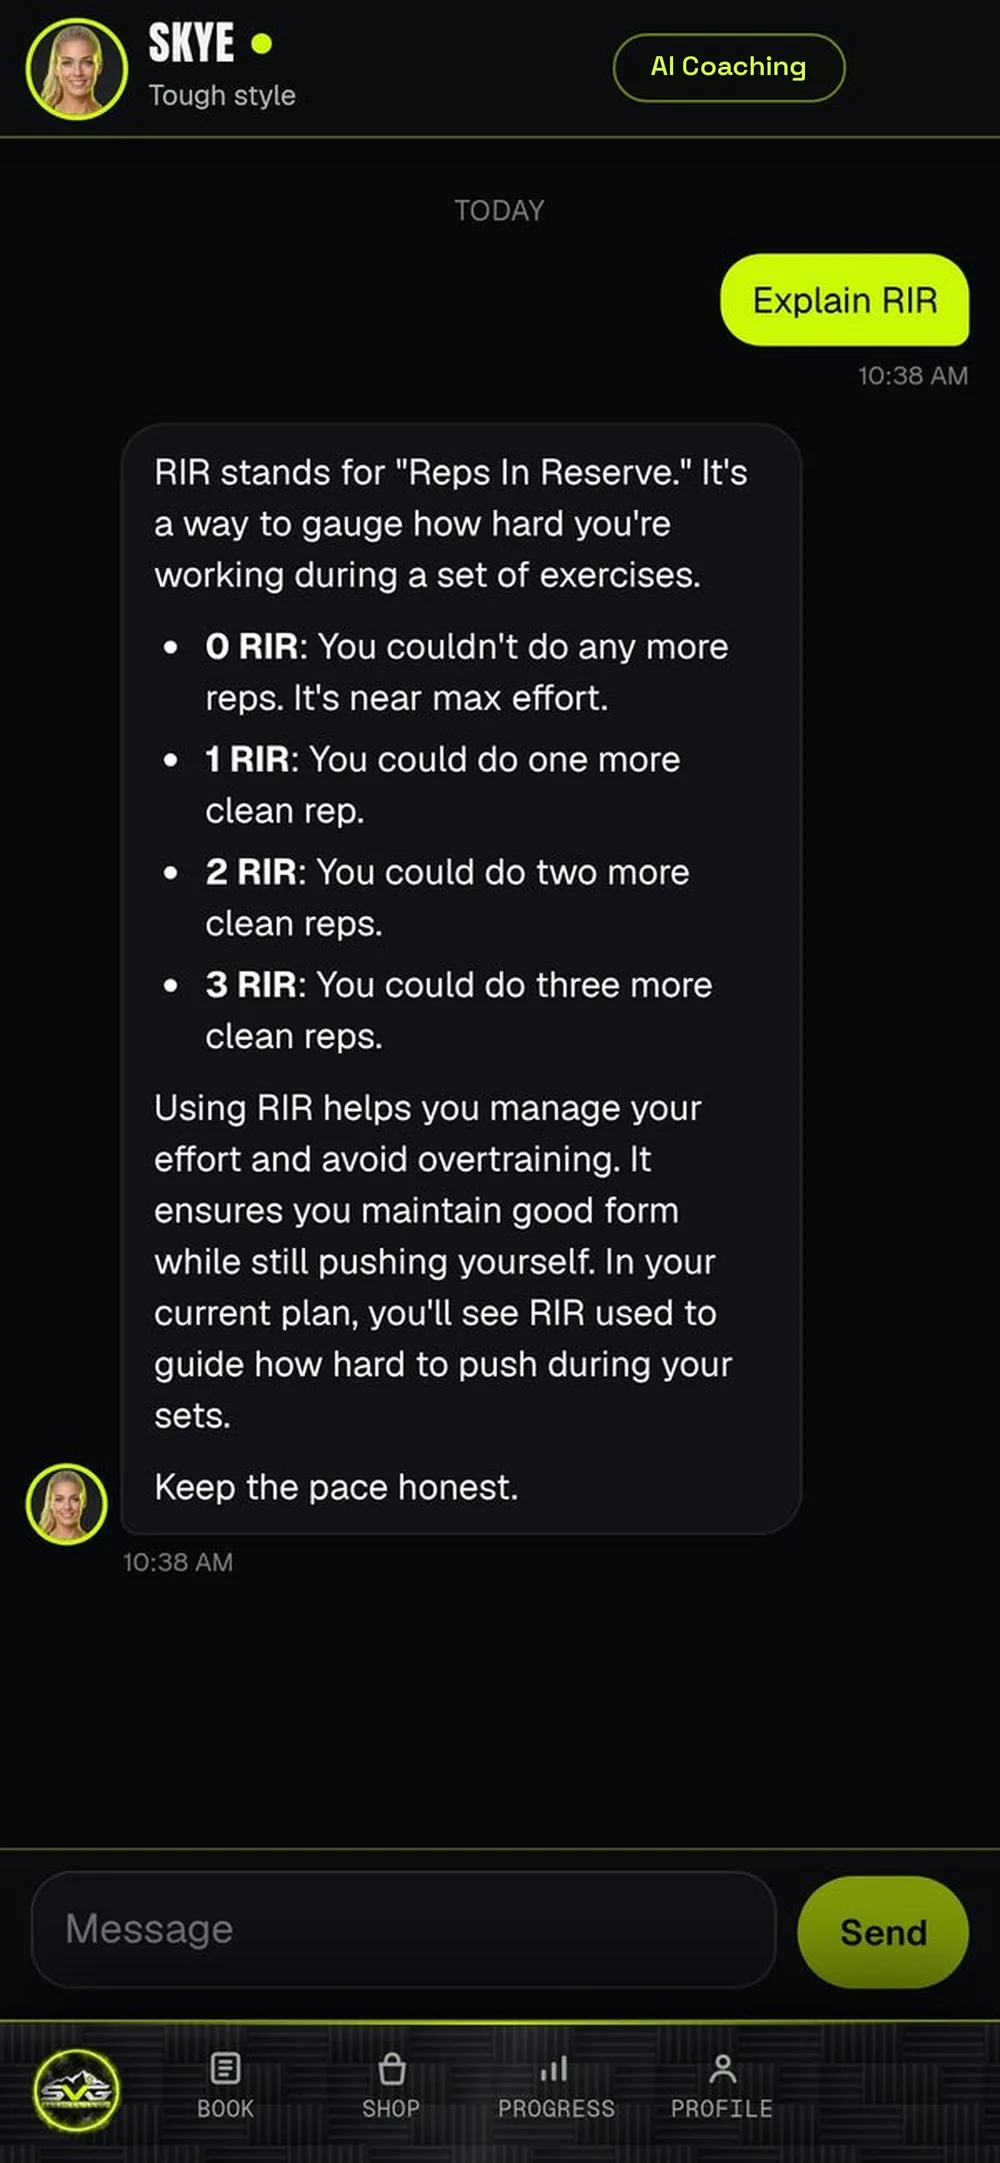 SKYE
Tough style
AI Coaching
TODAY
Explain RIR
10:38 AM
RIR stands for "Reps In Reserve." It's
a way to gauge how hard you're
working during a set of exercises.
• 0 RIR: You couldn't do any more
reps. It's near max effort.
• 1 RIR: You could do one more
clean rep.
• 2 RIR: You could do two more
clean reps.
• 3 RIR: You could do three more
clean reps.
Using RIR helps you manage your
effort and avoid overtraining. It
ensures you maintain good form
while still pushing yourself. In your
current plan, you'll see RIR used to
guide how hard to push during your
sets.
Keep the pace honest.
10:38 AM
Message
Send
SVG
BOOK
SHOP
PROGRESS
PROFILE